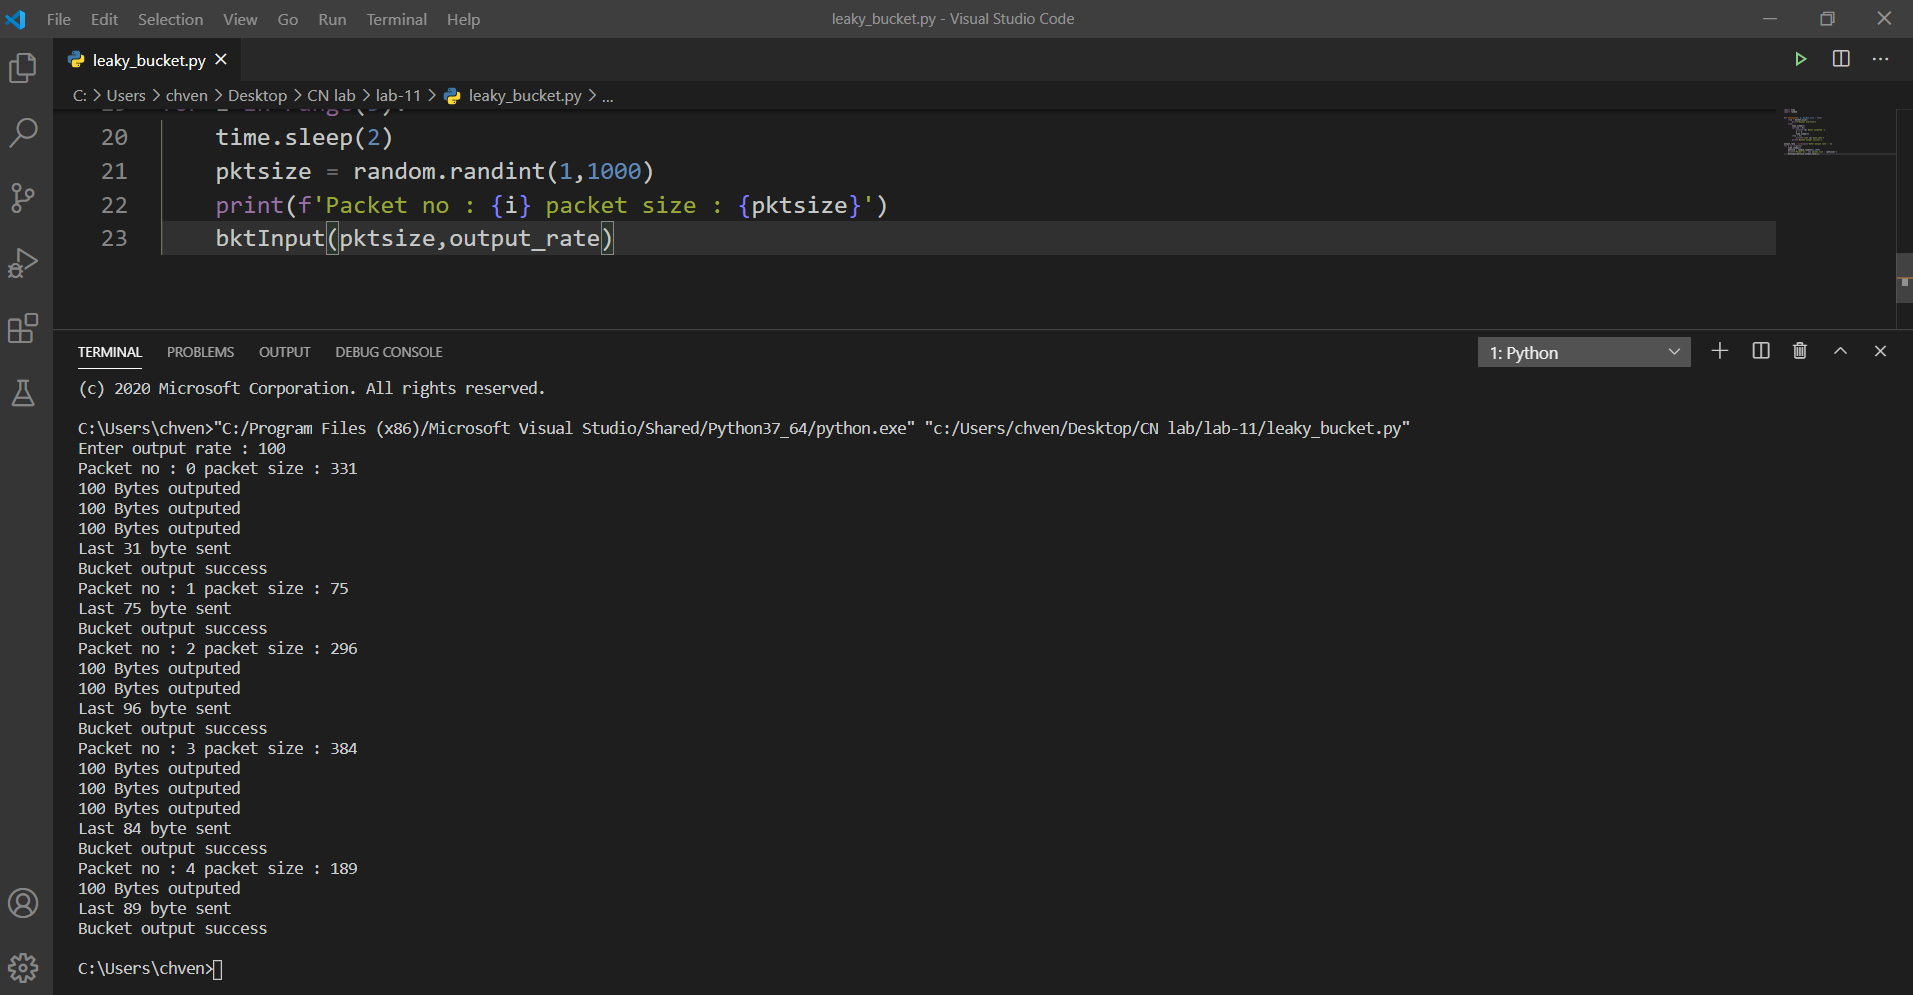 File Edit Selection View Go Run Terminal Help leaky_bucket.py - Visual Studio Code
leaky_bucket.py
C: > Users > chven > Desktop > CN lab > lab-11 > leaky_bucket.py > ...
20 time.sleep(2)
21 pktsize = random.randint(1,1000)
22 print(f'Packet no : {i} packet size : {pktsize}')
23 bktInput(pktsize,output_rate)
TERMINAL PROBLEMS OUTPUT DEBUG CONSOLE 1: Python
(c) 2020 Microsoft Corporation. All rights reserved.
C:\Users\chven>"C:/Program Files (x86)/Microsoft Visual Studio/Shared/Python37_64/python.exe" "c:/Users/chven/Desktop/CN lab/lab-11/leaky_bucket.py"
Enter output rate : 100
Packet no : 0 packet size : 331
100 Bytes outputed
100 Bytes outputed
100 Bytes outputed
Last 31 byte sent
Bucket output success
Packet no : 1 packet size : 75
Last 75 byte sent
Bucket output success
Packet no : 2 packet size : 296
100 Bytes outputed
100 Bytes outputed
Last 96 byte sent
Bucket output success
Packet no : 3 packet size : 384
100 Bytes outputed
100 Bytes outputed
100 Bytes outputed
Last 84 byte sent
Bucket output success
Packet no : 4 packet size : 189
100 Bytes outputed
Last 89 byte sent
Bucket output success
C:\Users\chven>